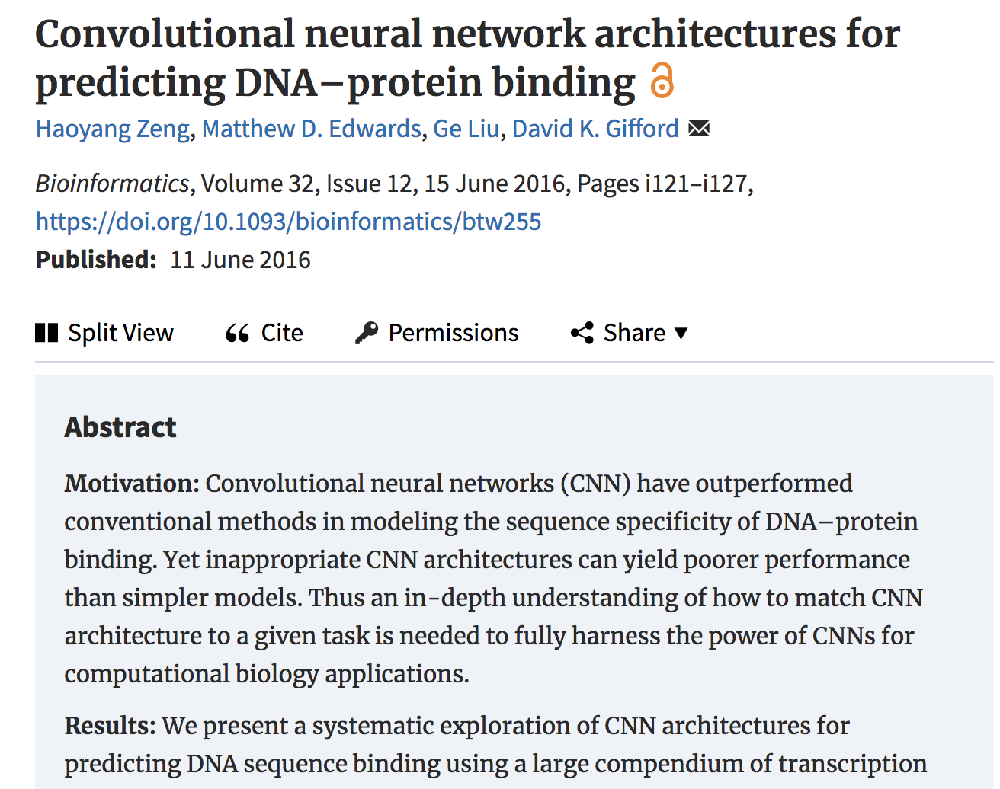 Convolutional neural network architectures for
predicting DNA–protein binding
Haoyang Zeng, Matthew D. Edwards, Ge Liu, David K. Gifford
Bioinformatics, Volume 32, Issue 12, 15 June 2016, Pages i121–i127,
https://doi.org/10.1093/bioinformatics/btw255
Published: 11 June 2016
Split View Cite Permissions Share
Abstract
Motivation: Convolutional neural networks (CNN) have outperformed
conventional methods in modeling the sequence specificity of DNA–protein
binding. Yet inappropriate CNN architectures can yield poorer performance
than simpler models. Thus an in-depth understanding of how to match CNN
architecture to a given task is needed to fully harness the power of CNNs for
computational biology applications.
Results: We present a systematic exploration of CNN architectures for
predicting DNA sequence binding using a large compendium of transcription